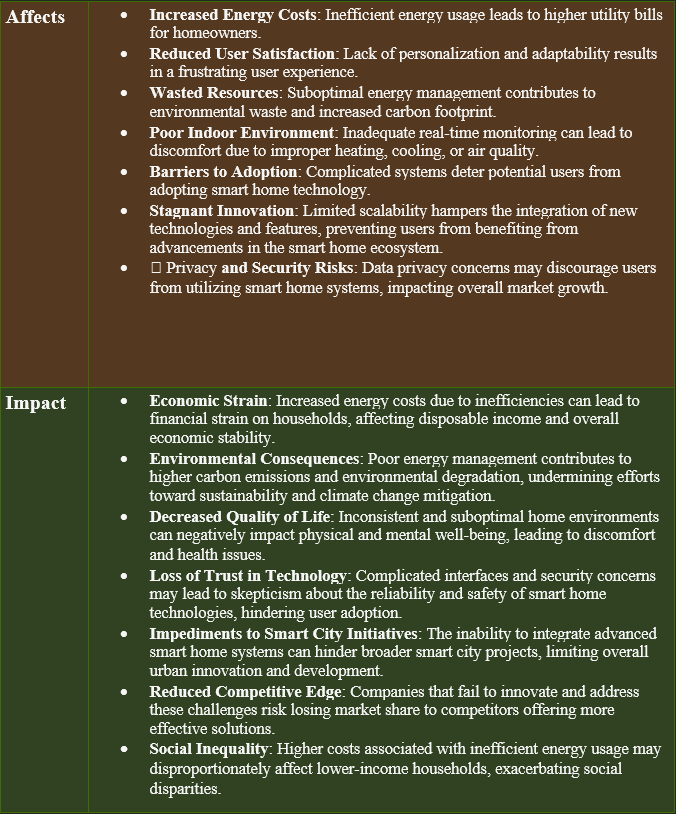 Affects
• Increased Energy Costs: Inefficient energy usage leads to higher utility bills
for homeowners.
• Reduced User Satisfaction: Lack of personalization and adaptability results
in a frustrating user experience.
• Wasted Resources: Suboptimal energy management contributes to
environmental waste and increased carbon footprint.
• Poor Indoor Environment: Inadequate real-time monitoring can lead to
discomfort due to improper heating, cooling, or air quality.
• Barriers to Adoption: Complicated systems deter potential users from
adopting smart home technology.
• Stagnant Innovation: Limited scalability hampers the integration of new
technologies and features, preventing users from benefiting from
advancements in the smart home ecosystem.
• Privacy and Security Risks: Data privacy concerns may discourage users
from utilizing smart home systems, impacting overall market growth.
Impact
• Economic Strain: Increased energy costs due to inefficiencies can lead to
financial strain on households, affecting disposable income and overall
economic stability.
• Environmental Consequences: Poor energy management contributes to
higher carbon emissions and environmental degradation, undermining efforts
toward sustainability and climate change mitigation.
• Decreased Quality of Life: Inconsistent and suboptimal home environments
can negatively impact physical and mental well-being, leading to discomfort
and health issues.
• Loss of Trust in Technology: Complicated interfaces and security concerns
may lead to skepticism about the reliability and safety of smart home
technologies, hindering user adoption.
• Impediments to Smart City Initiatives: The inability to integrate advanced
smart home systems can hinder broader smart city projects, limiting overall
urban innovation and development.
• Reduced Competitive Edge: Companies that fail to innovate and address
these challenges risk losing market share to competitors offering more
effective solutions.
• Social Inequality: Higher costs associated with inefficient energy usage may
disproportionately affect lower-income households, exacerbating social
disparities.